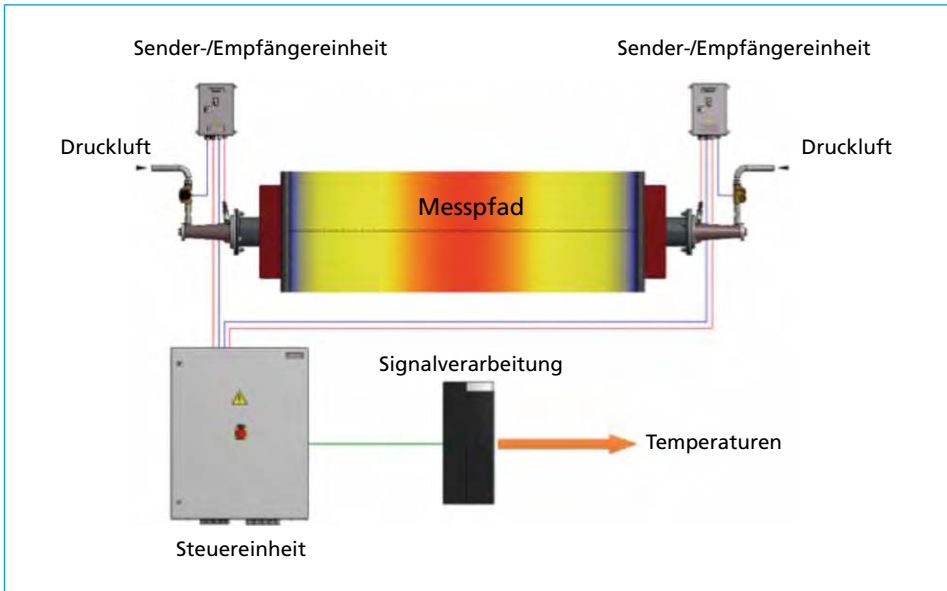 Sender-/Empfängereinheit
Sender-/Empfängereinheit
Druckluft
Druckluft
Messpfad
Signalverarbeitung
Temperaturen
Steuereinheit